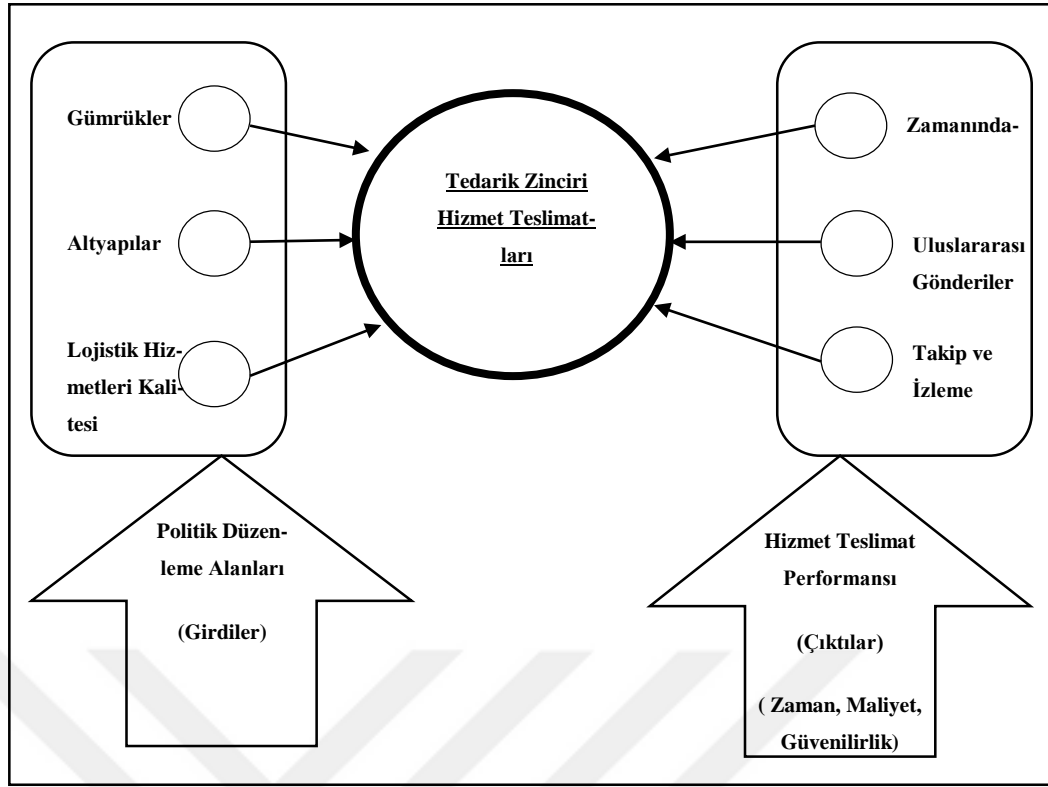 Gümrükler
Altyapılar
Lojistik Hiz-
metleri Kali-
tesi
Tedarik Zinciri
Hizmet Teslimat-
ları
Zamanında-
Uluslararası
Gönderiler
Takip ve
İzleme
Politik Düzen-
leme Alanları
(Girdiler)
Hizmet Teslimat
Performansı
(Çıktılar)
( Zaman, Maliyet,
Güvenilirlik)